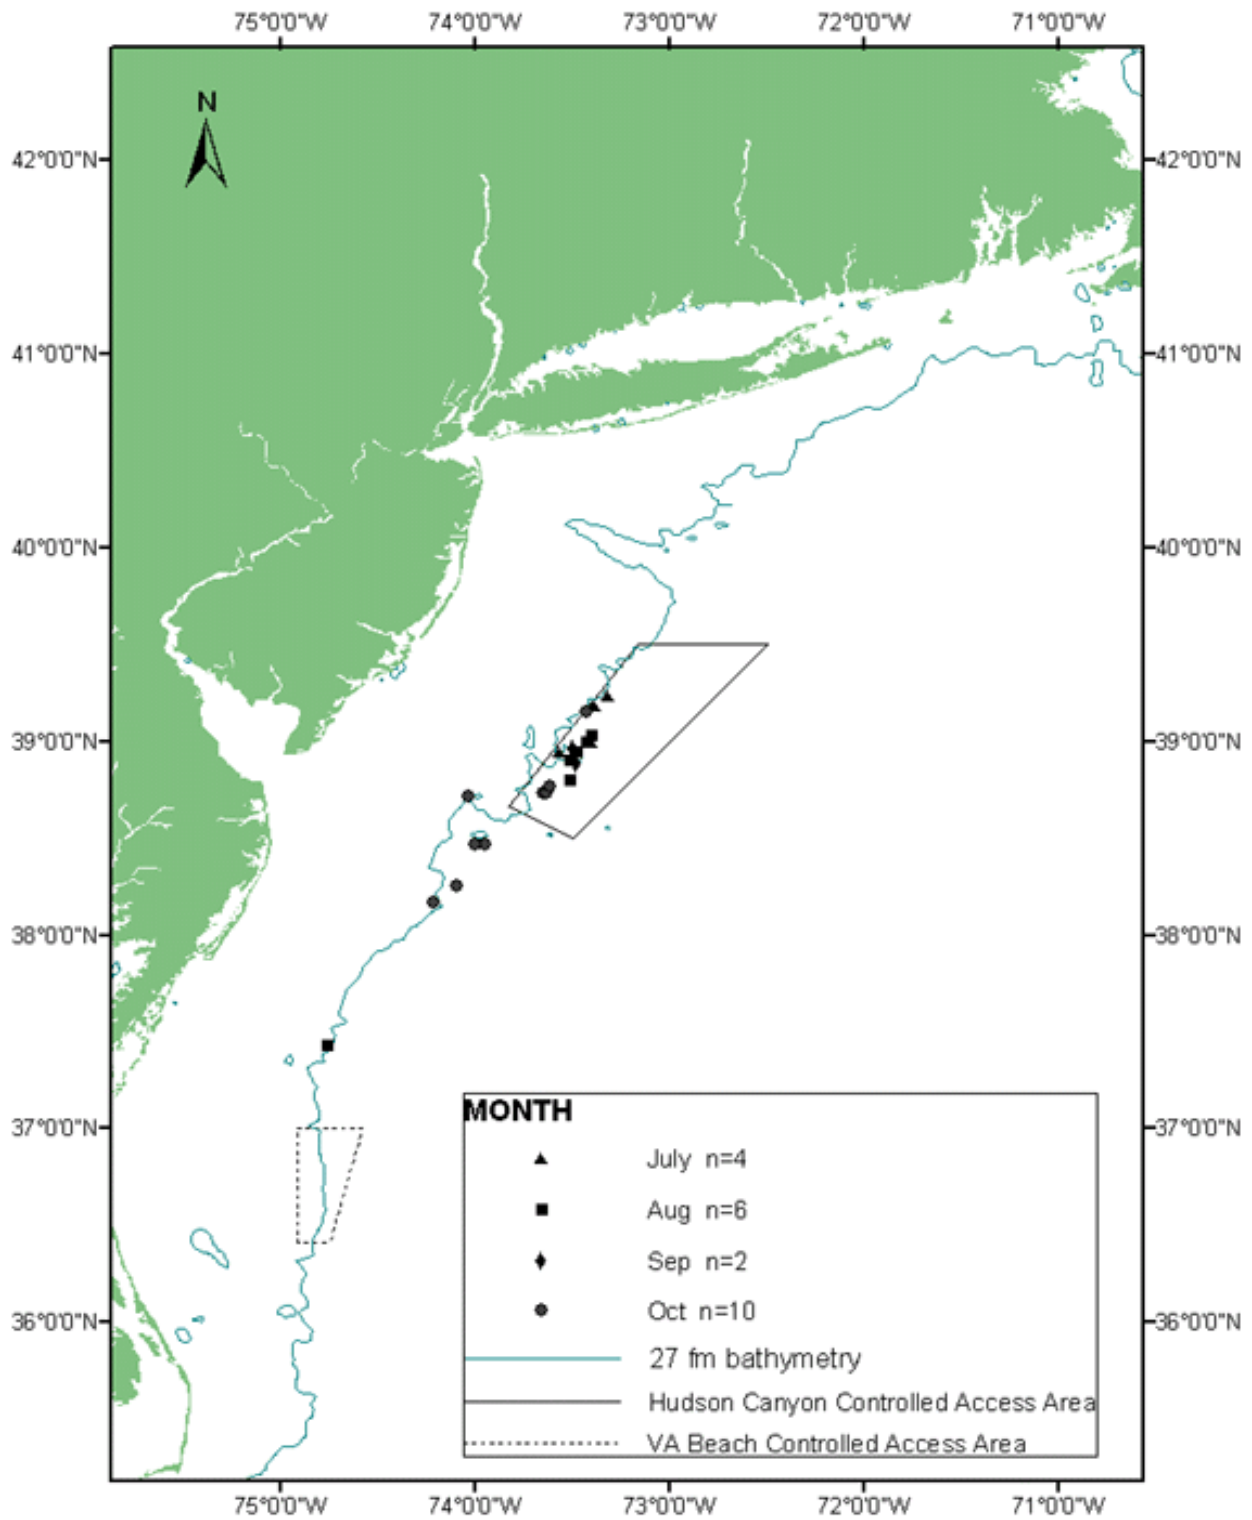 75°0'0"W 74°0'0"W 73°0'0"W 72°0'0"W 71°0'0"W
N
42°0'0"N 42°0'0"N
41°0'0"N 41°0'0"N
40°0'0"N 40°0'0"N
39°0'0"N 39°0'0"N
38°0'0"N 38°0'0"N
37°0'0"N 37°0'0"N
36°0'0"N 36°0'0"N
MONTH
July n=4
Aug n=6
Sep n=2
Oct n=10
27 fm bathymetry
Hudson Canyon Controlled Access Area
VA Beach Controlled Access Area
75°0'0"W 74°0'0"W 73°0'0"W 72°0'0"W 71°0'0"W